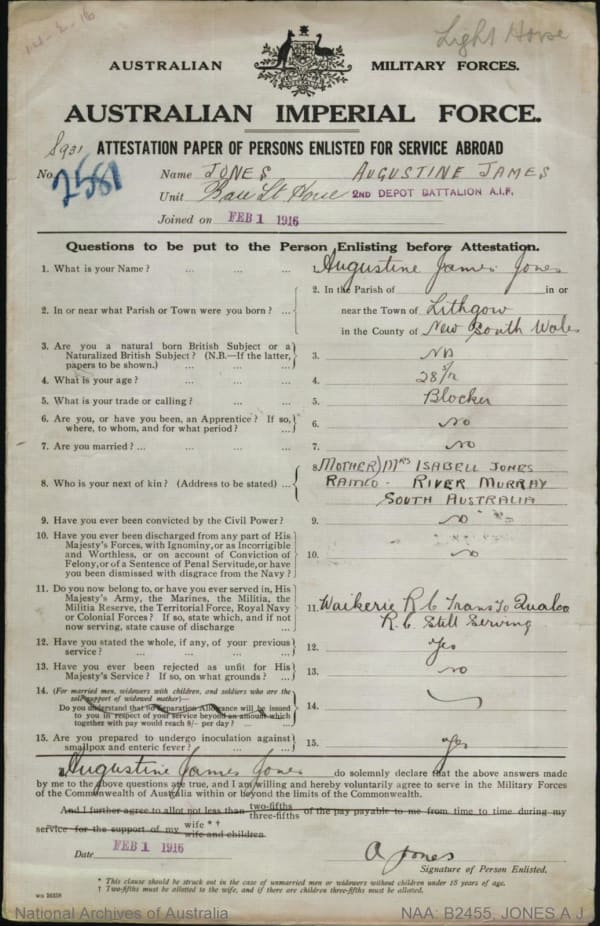 14.2.16
Light Horse
AUSTRALIAN MILITARY FORCES.
AUSTRALIAN IMPERIAL FORCE.
ATTESTATION PAPER OF PERSONS ENLISTED FOR SERVICE ABROAD
8931
No. 2581 Name JONES AUGUSTINE JAMES
Unit Lt Horse 2ND DEPOT BATTALION A.I.F.
Joined on FEB 1 1916
Questions to be put to the Person Enlisting before Attestation.
1. What is your Name? ... ... ... 1. Augustine James Jones
2. In or near what Parish or Town were you born? ... 2. In the Parish of in or
near the Town of Lithgow
in the County of New South Wales
3. Are you a natural born British Subject or a
Naturalized British Subject? (N.B.—If the latter,
papers to be shown.) ... ... ... 3. NB
4. What is your age? ... ... ... 4. 28 5/12
5. What is your trade or calling? ... ... 5. Blocker
6. Are you, or have you been, an Apprentice? If so,
where, to whom, and for what period? ... ... 6. No
7. Are you married? ... ... ... ... 7. No
8. Who is your next of kin? (Address to be stated) ... 8. MOTHER) MRS ISABELL JONES
RAMCO - RIVER MURRAY
SOUTH AUSTRALIA
9. Have you ever been convicted by the Civil Power? 9. No
10. Have you ever been discharged from any part of His
Majesty's Forces, with Ignominy, or as Incorrigible
and Worthless, or on account of Conviction of
Felony, or of a Sentence of Penal Servitude, or have
you been dismissed with disgrace from the Navy? 10. No
11. Do you now belong to, or have you ever served in, His
Majesty's Army, the Marines, the Militia, the
Militia Reserve, the Territorial Force, Royal Navy
or Colonial Forces? If so, state which, and if not
now serving, state cause of discharge ... 11. Waikerie R.C Trans To Qualco
R.C. Still Serving
12. Have you stated the whole, if any, of your previous
service? ... ... ... ... 12. Yes
13. Have you ever been rejected as unfit for His
Majesty's Service? If so, on what grounds? ... 13. No
14. (For married men, widowers with children, and soldiers who are the
sole support of widowed mother)—
Do you understand that no Separation Allowance will be issued
to you in respect of your service beyond an amount which
together with pay would reach 8/- per day? ... ... 14.
15. Are you prepared to undergo inoculation against
smallpox and enteric fever? ... ... ... 15. Yes
I, Augustine James Jones do solemnly declare that the above answers made
by me to the above questions are true, and I am willing and hereby voluntarily agree to serve in the Military Forces
of the Commonwealth of Australia within or beyond the limits of the Commonwealth.
And I further agree to allot not less than two-fifths three-fifths of the pay payable to me from time to time during my
service for the support of my wife * † wife and children
Date FEB 1 1916 A Jones
Signature of Person Enlisted.
* This clause should be struck out in the case of unmarried men or widowers without children under 18 years of age.
† Two-fifths must be allotted to the wife, and if there are children three-fifths must be allotted.
National Archives of Australia NAA: B2455, JONES A J